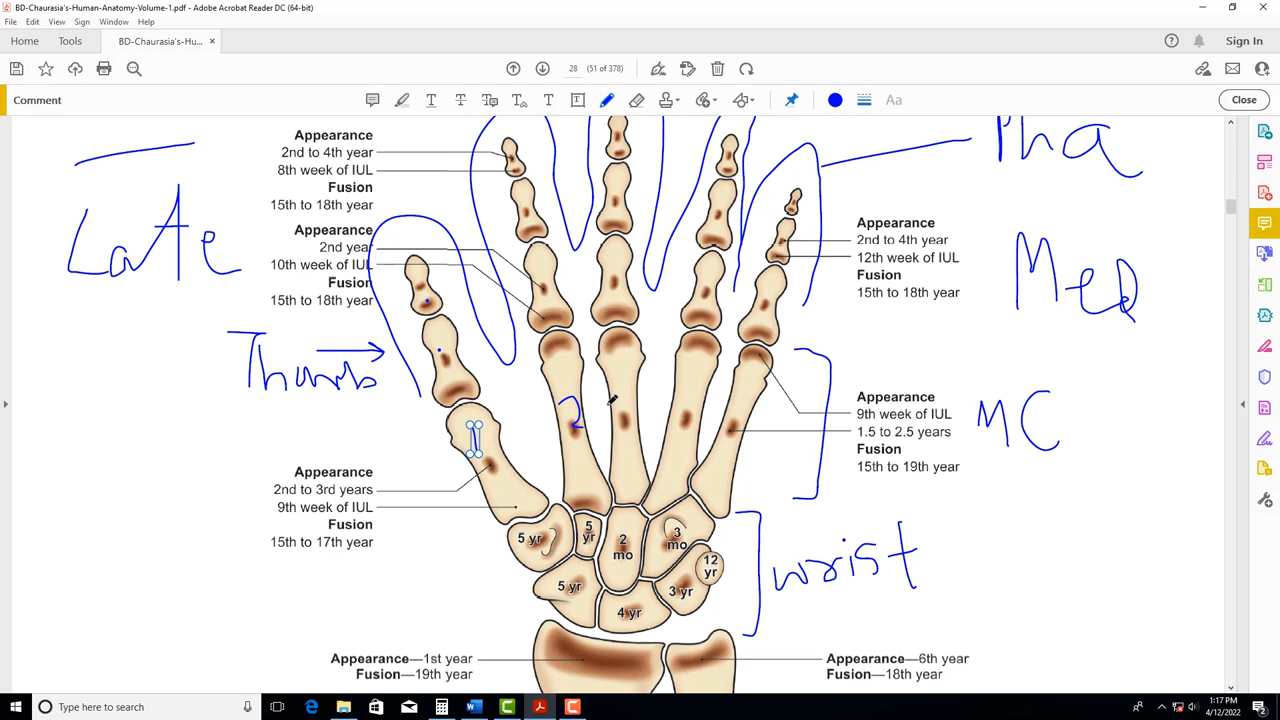 BD-Chaurasia's-Human-Anatomy-Volume-1.pdf - Adobe Acrobat Reader DC (64-bit)
File Edit View Sign Window Help
Home Tools BD-Chaurasia's-Hu... × Sign In
28 (51 of 378)
Comment Aa Close
Appearance
2nd to 4th year
8th week of IUL
Fusion
15th to 18th year
Appearance
2nd year
10th week of IUL
Fusion
15th to 18th year
Late
Thumb
Pha
Appearance
2nd to 4th year
12th week of IUL
Fusion
15th to 18th year
Med
Appearance
9th week of IUL
1.5 to 2.5 years
Fusion
15th to 19th year
MC
1
2
Appearance
2nd to 3rd years
9th week of IUL
Fusion
15th to 17th year
5 yr
5 yr
2 mo
3 mo
12 yr
5 yr
4 yr
3 yr
wrist
Appearance—1st year
Fusion—19th year
Appearance—6th year
Fusion—18th year
Type here to search
1:17 PM
4/12/2022
2